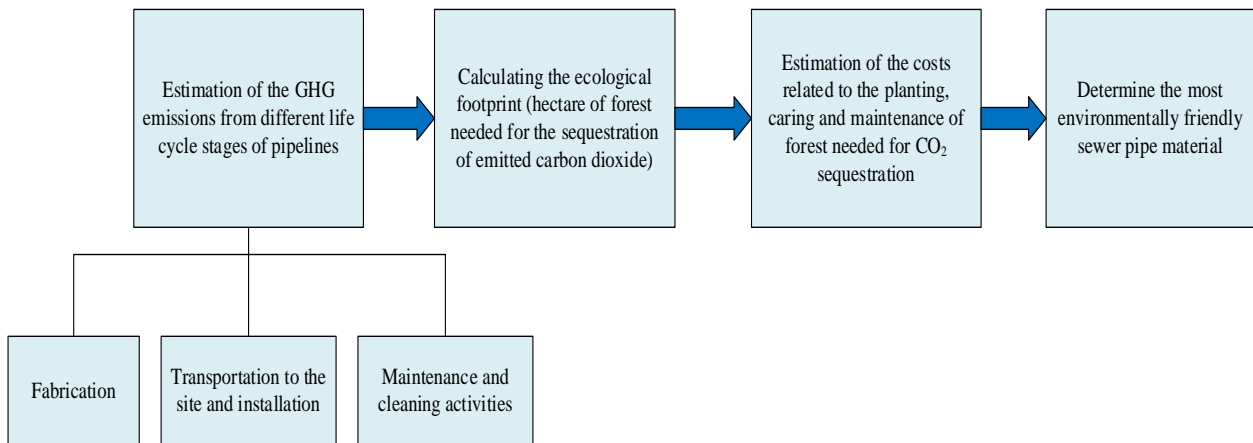 Estimation of the GHG
emissions from different life
cycle stages of pipelines
Calculating the ecological
footprint (hectare of forest
needed for the sequestration
of emitted carbon dioxide)
Estimation of the costs
related to the planting,
caring and maintenance of
forest needed for CO₂
sequestration
Determine the most
environmentally friendly
sewer pipe material
Fabrication
Transportation to the
site and installation
Maintenance and
cleaning activities